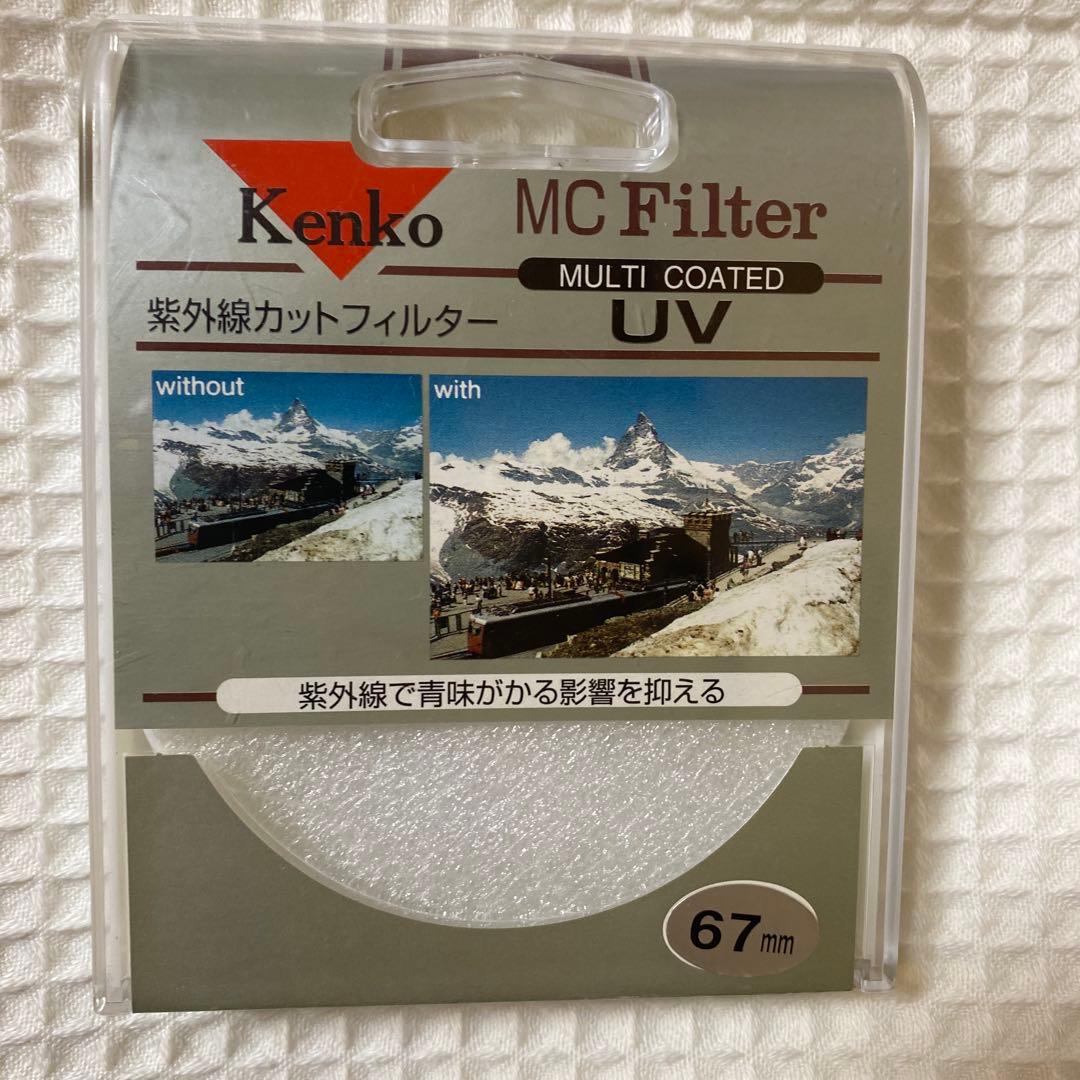 Kenko
MC Filter
MULTI COATED
紫外線カットフィルター
UV
without
with
紫外線で青味がかる影響を抑える
67mm